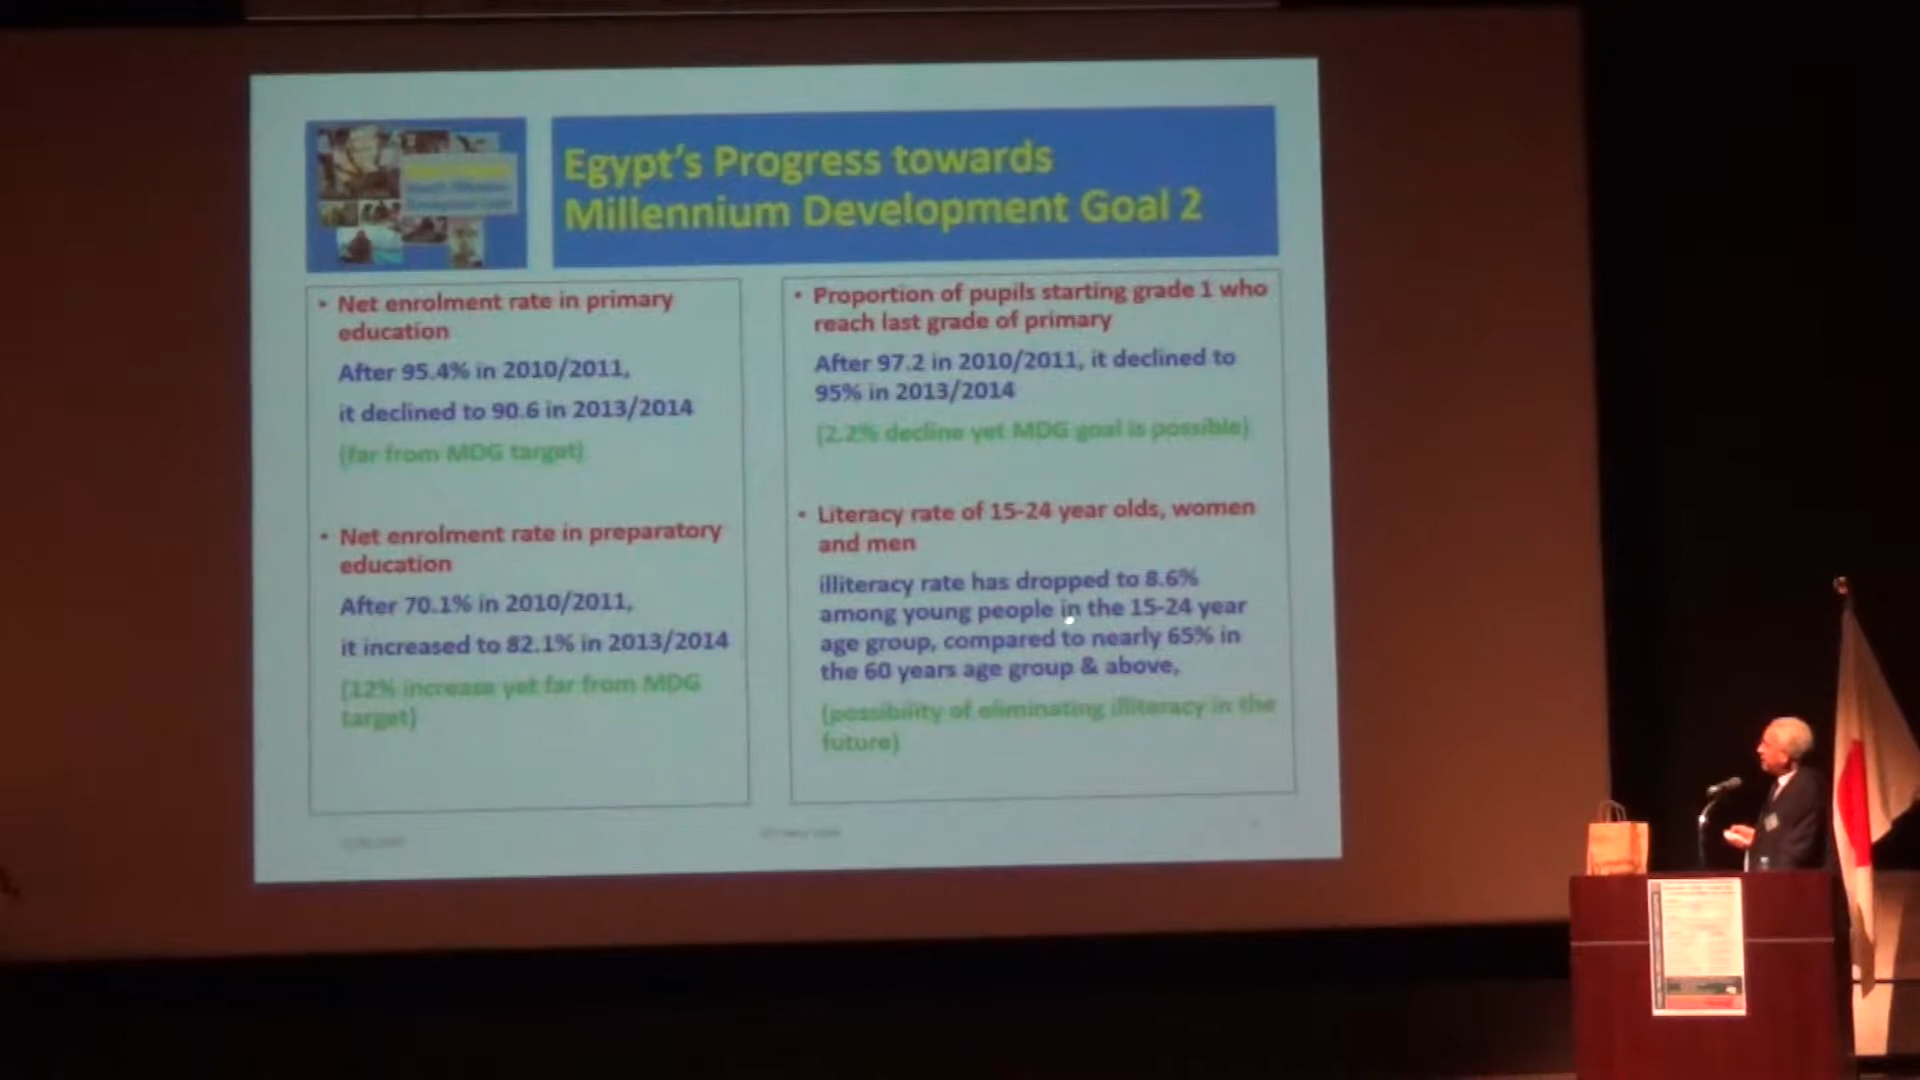 Egypt's Progress towards
Millennium Development Goal 2
• Net enrolment rate in primary
education
After 95.4% in 2010/2011,
it declined to 90.6 in 2013/2014
(far from MDG target)
• Net enrolment rate in preparatory
education
After 70.1% in 2010/2011,
it increased to 82.1% in 2013/2014
(12% increase yet far from MDG
target)
• Proportion of pupils starting grade 1 who
reach last grade of primary
After 97.2 in 2010/2011, it declined to
95% in 2013/2014
(2.2% decline yet MDG goal is possible)
• Literacy rate of 15-24 year olds, women
and men
illiteracy rate has dropped to 8.6%
among young people in the 15-24 year
age group, compared to nearly 65% in
the 60 years age group & above,
(possibility of eliminating illiteracy in the
future)